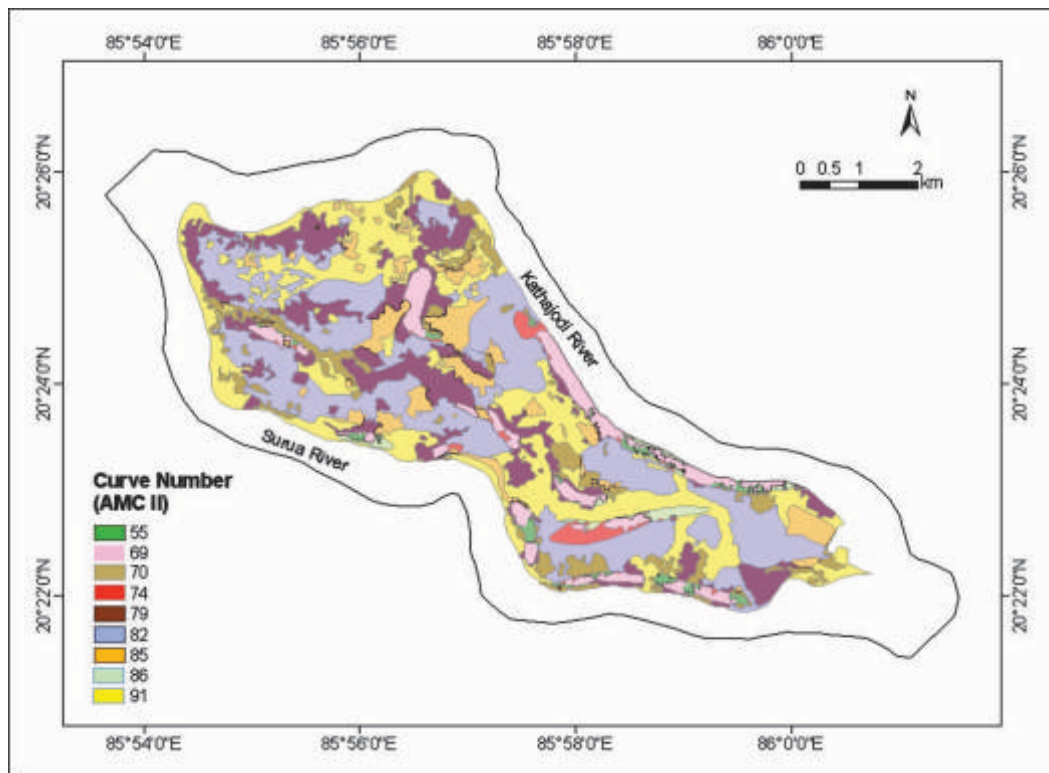 85°54'0"E 85°56'0"E 85°58'0"E 86°0'0"E
N
0 0.5 1 2
km
20°26'0"N
20°26'0"N
Kathajodi River
20°24'0"N
20°24'0"N
Surua River
Curve Number
(AMC II)
55
69
70
74
79
82
85
86
91
20°22'0"N
20°22'0"N
85°54'0"E 85°56'0"E 85°58'0"E 86°0'0"E